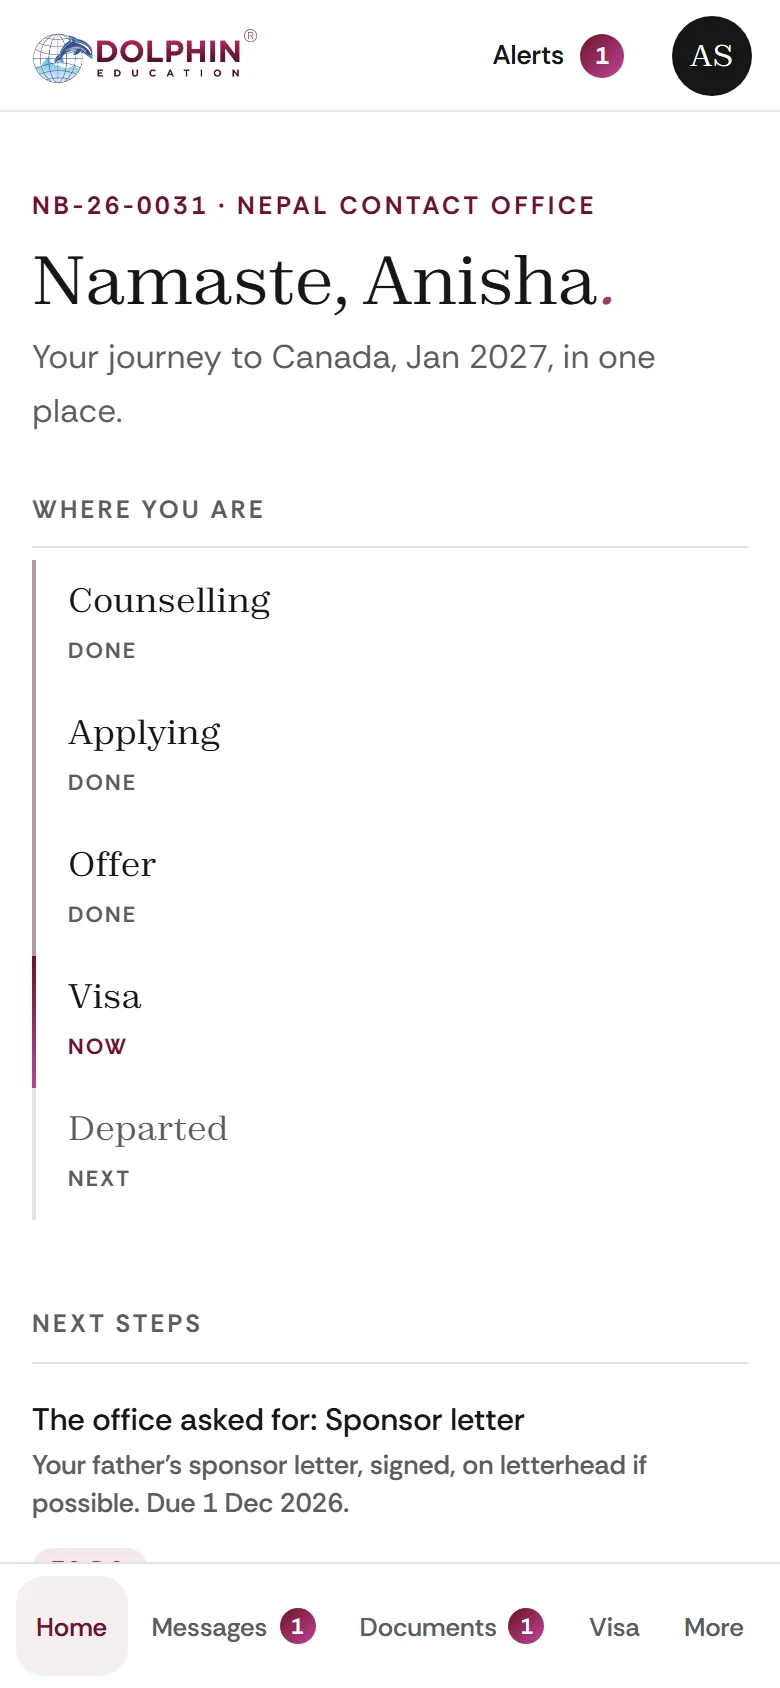 DOLPHIN ®
EDUCATION
Alerts 1
AS
NB-26-0031 · NEPAL CONTACT OFFICE
Namaste, Anisha.
Your journey to Canada, Jan 2027, in one
place.
WHERE YOU ARE
Counselling
DONE
Applying
DONE
Offer
DONE
Visa
NOW
Departed
NEXT
NEXT STEPS
The office asked for: Sponsor letter
Your father’s sponsor letter, signed, on letterhead if
possible. Due 1 Dec 2026.
Home Messages 1 Documents 1 Visa More